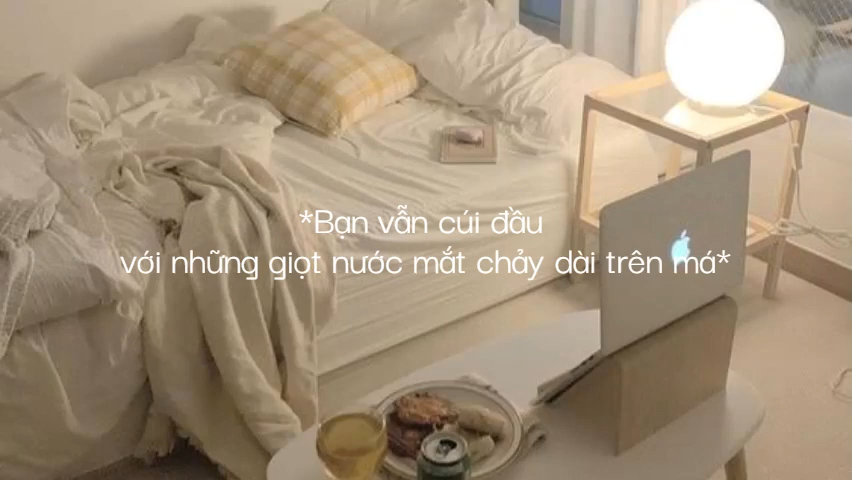 *Bạn vẫn cúi đầu
với những giọt nước mắt chảy dài trên má*